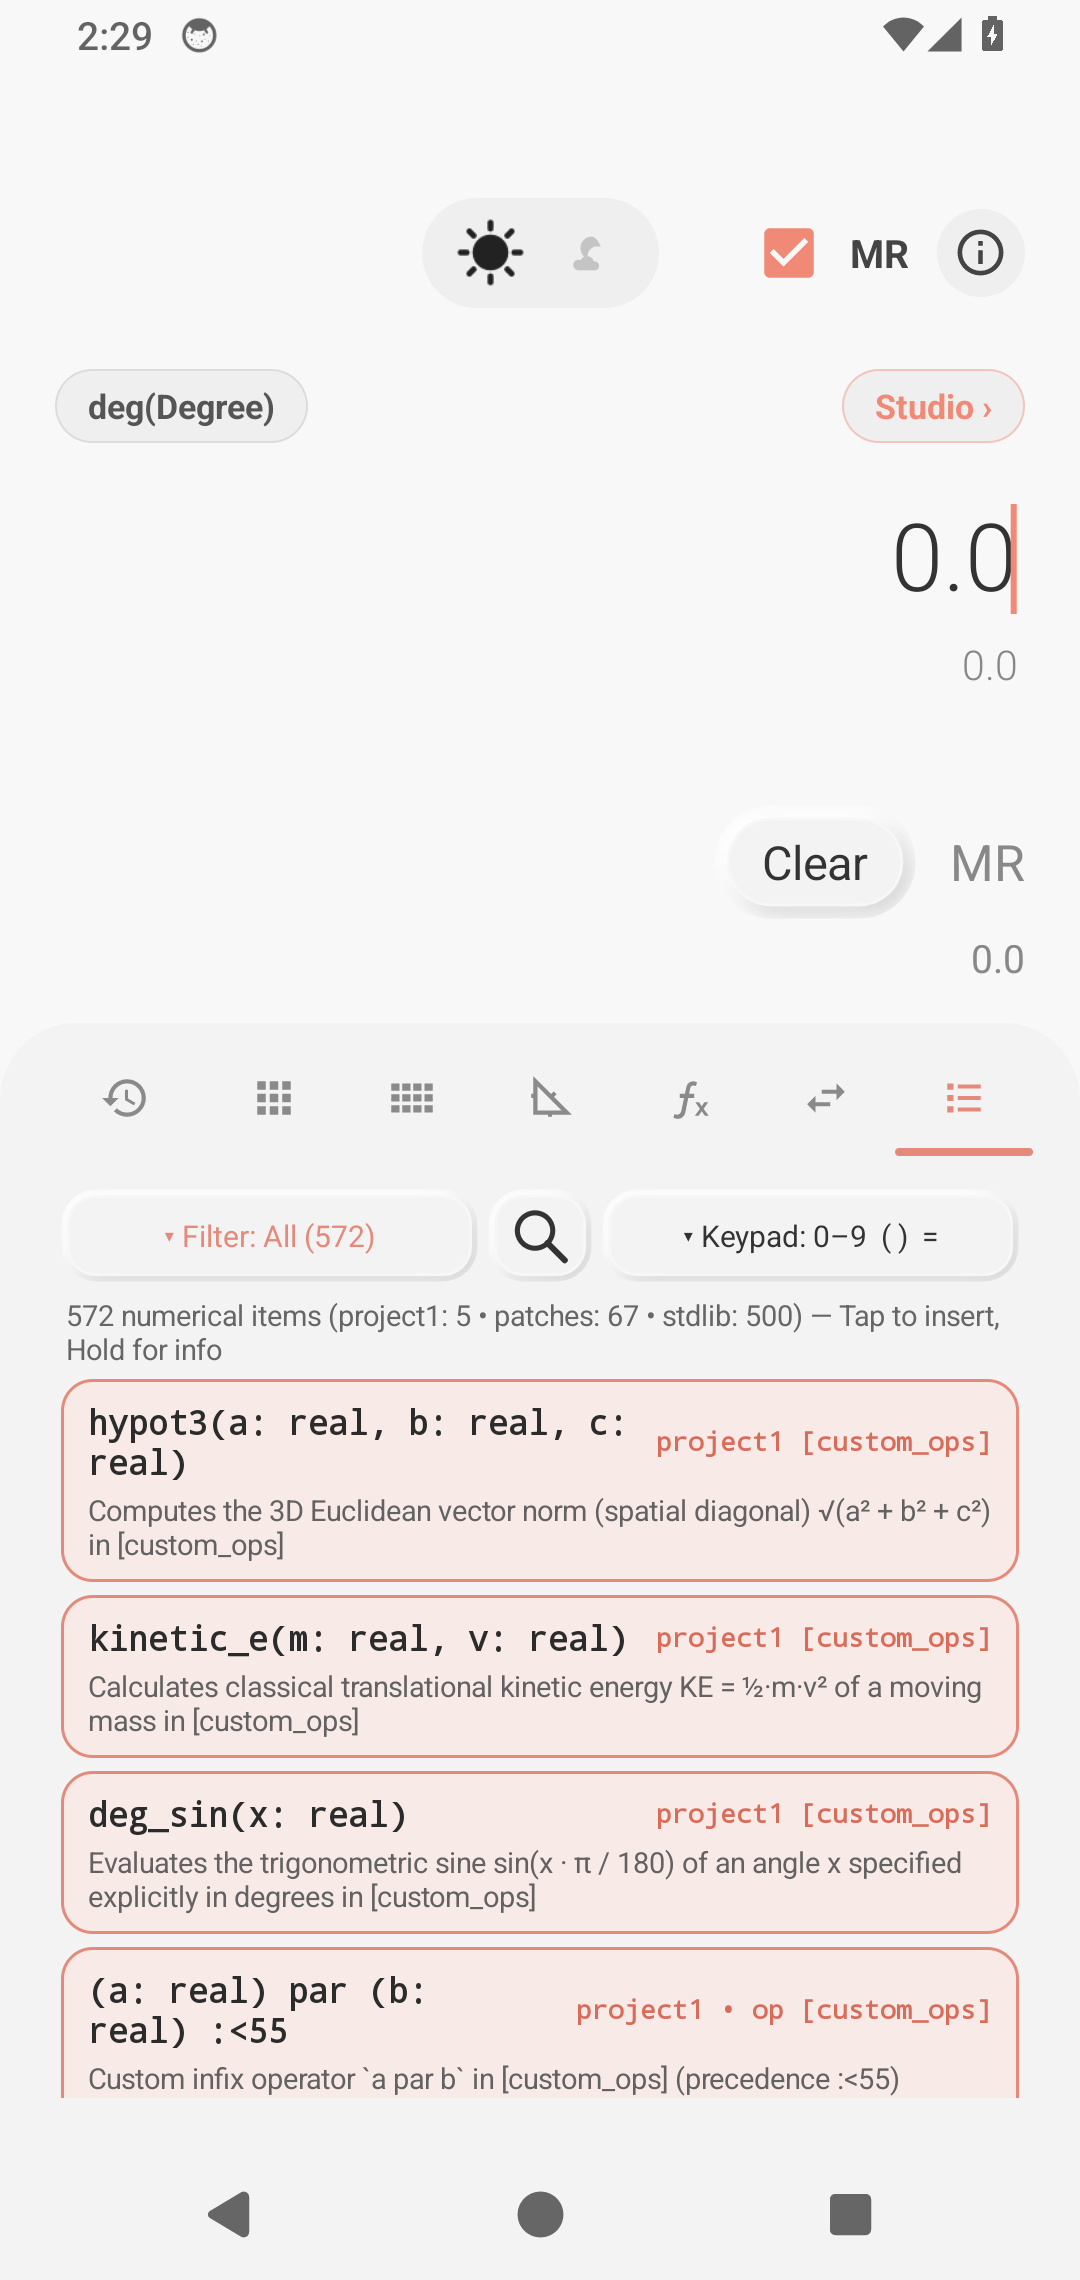 2:29
MR
deg(Degree)
Studio ›
0.0
0.0
Clear
MR
0.0
fx
▾ Filter: All (572)
▾ Keypad: 0–9 ( ) =
572 numerical items (project1: 5 • patches: 67 • stdlib: 500) — Tap to insert,
Hold for info
hypot3(a: real, b: real, c:
real)
project1 [custom_ops]
Computes the 3D Euclidean vector norm (spatial diagonal) √(a² + b² + c²)
in [custom_ops]
kinetic_e(m: real, v: real)
project1 [custom_ops]
Calculates classical translational kinetic energy KE = ½·m·v² of a moving
mass in [custom_ops]
deg_sin(x: real)
project1 [custom_ops]
Evaluates the trigonometric sine sin(x · π / 180) of an angle x specified
explicitly in degrees in [custom_ops]
(a: real) par (b:
real) :<55
project1 • op [custom_ops]
Custom infix operator `a par b` in [custom_ops] (precedence :<55)